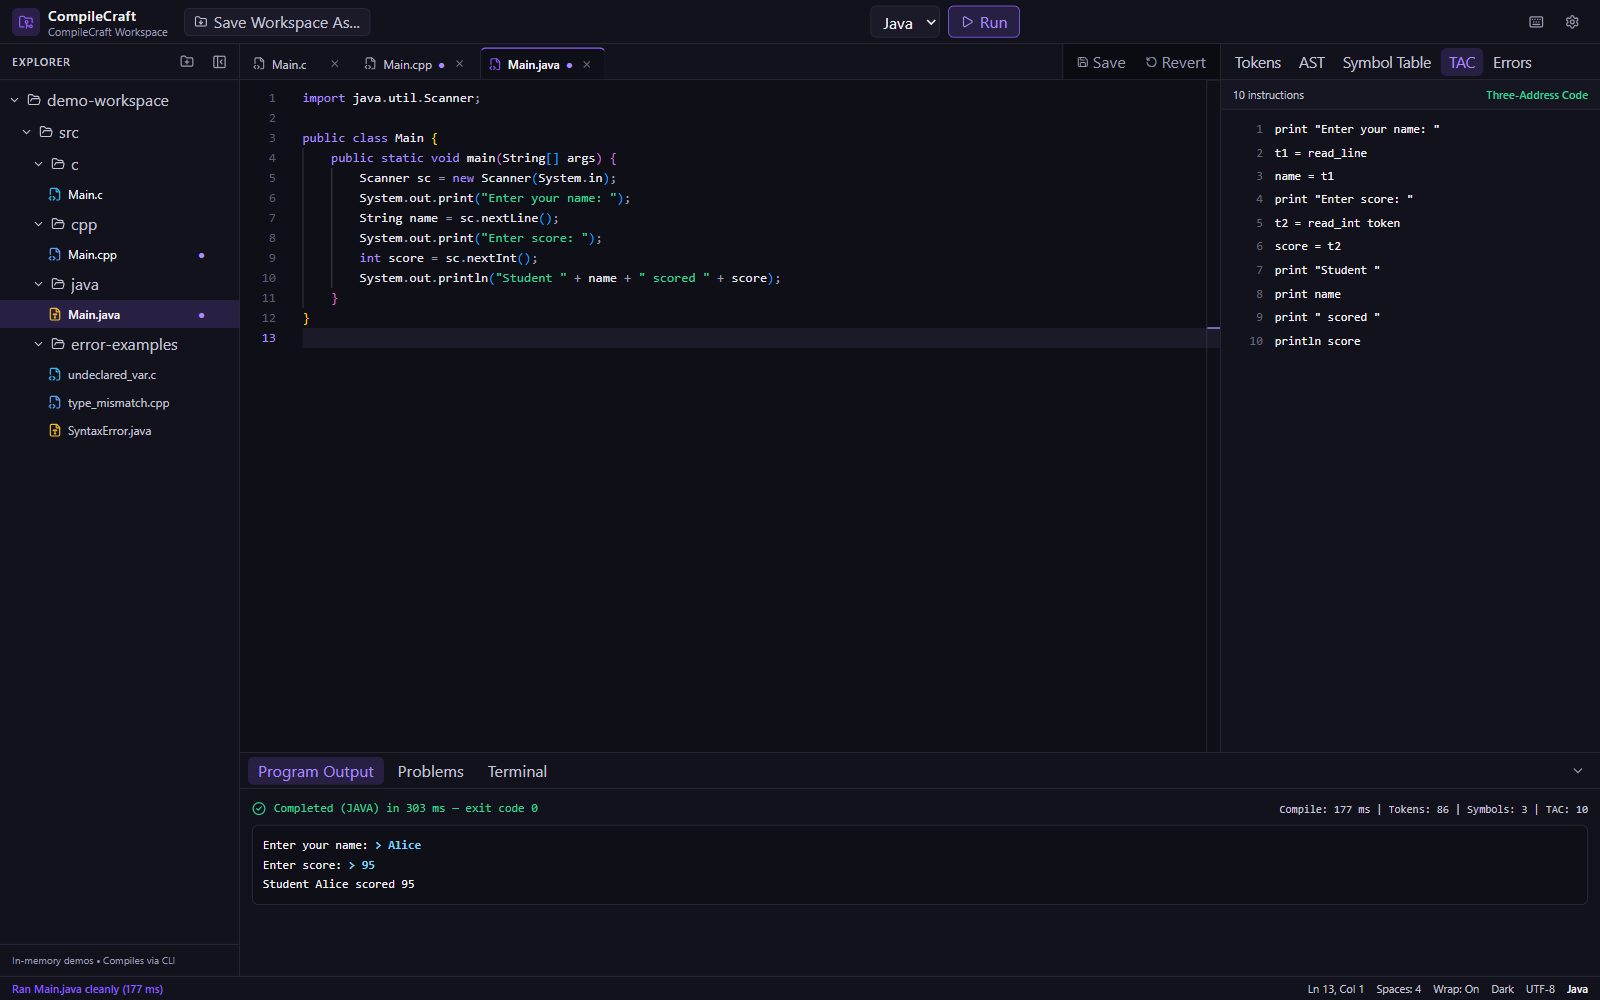 CompileCraft
CompileCraft Workspace
Save Workspace As...
Java
Run
EXPLORER
demo-workspace
src
c
Main.c
cpp
Main.cpp
java
Main.java
error-examples
undeclared_var.c
type_mismatch.cpp
SyntaxError.java
In-memory demos • Compiles via CLI
Main.c
Main.cpp
Main.java
Save
Revert
1 import java.util.Scanner;
2
3 public class Main {
4 public static void main(String[] args) {
5 Scanner sc = new Scanner(System.in);
6 System.out.print("Enter your name: ");
7 String name = sc.nextLine();
8 System.out.print("Enter score: ");
9 int score = sc.nextInt();
10 System.out.println("Student " + name + " scored " + score);
11 }
12 }
13
Tokens
AST
Symbol Table
TAC
Errors
10 instructions
Three-Address Code
1 print "Enter your name: "
2 t1 = read_line
3 name = t1
4 print "Enter score: "
5 t2 = read_int token
6 score = t2
7 print "Student "
8 print name
9 print " scored "
10 println score
Program Output
Problems
Terminal
Completed (JAVA) in 303 ms — exit code 0
Compile: 177 ms | Tokens: 86 | Symbols: 3 | TAC: 10
Enter your name: > Alice
Enter score: > 95
Student Alice scored 95
Ran Main.java cleanly (177 ms)
Ln 13, Col 1
Spaces: 4
Wrap: On
Dark
UTF-8
Java